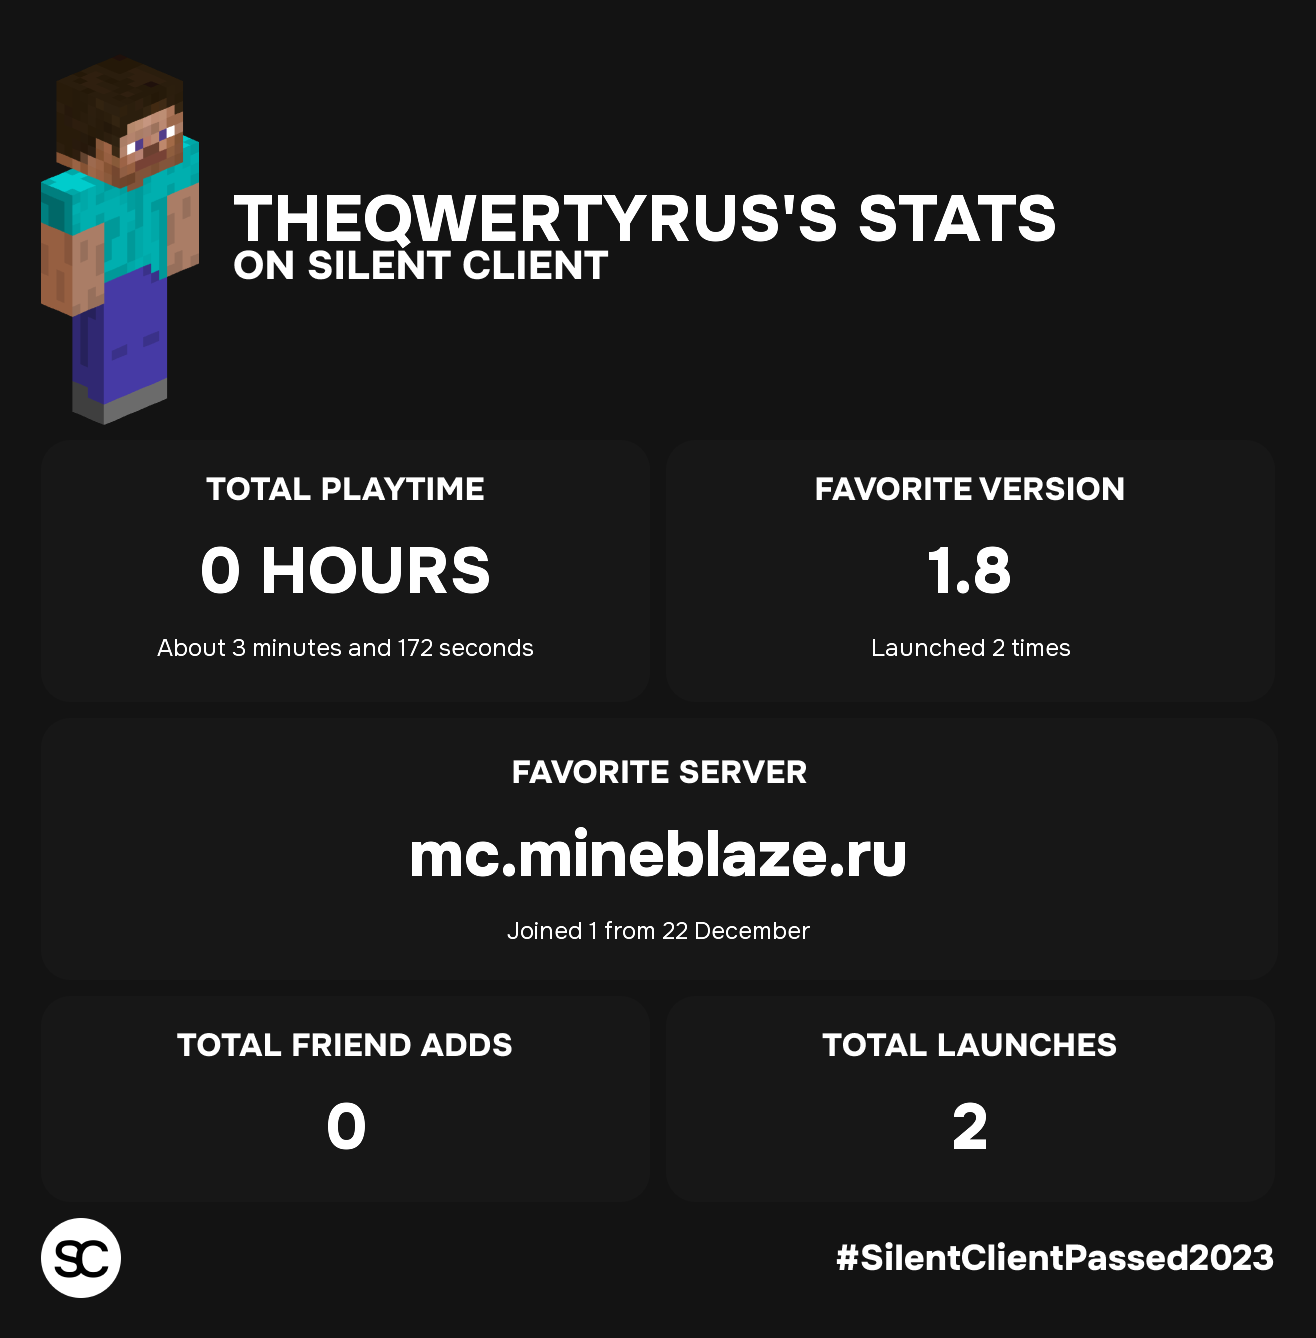 THEQWERTYRUS'S STATS
ON SILENT CLIENT
TOTAL PLAYTIME
0 HOURS
About 3 minutes and 172 seconds
FAVORITE VERSION
1.8
Launched 2 times
FAVORITE SERVER
mc.mineblaze.ru
Joined 1 from 22 December
TOTAL FRIEND ADDS
0
TOTAL LAUNCHES
2
SC
#SilentClientPassed2023